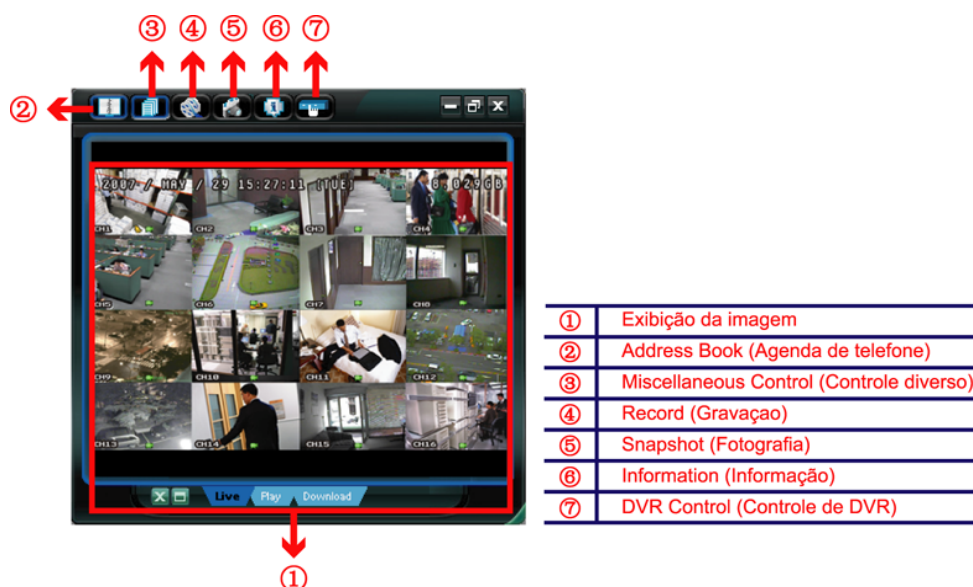 ③ ④ ⑤ ⑥ ⑦
②
2007 / MAY / 29 15:27:11 [TUE] 8.029GB
CH1 CH2 CH3 CH4
CH5 CH6 CH7 CH8
CH9 CH10 CH11 CH12
CH13 CH14 CH15 CH16
Live Play Download
①
① Exibição da imagem
② Address Book (Agenda de telefone)
③ Miscellaneous Control (Controle diverso)
④ Record (Gravaçao)
⑤ Snapshot (Fotografia)
⑥ Information (Informação)
⑦ DVR Control (Controle de DVR)